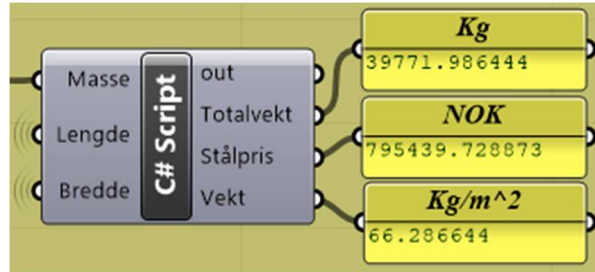 Masse
Lengde
Bredde
C# Script
out
Totalvekt
Stålpris
Vekt
Kg
39771.986444
NOK
795439.728873
Kg/m^2
66.286644